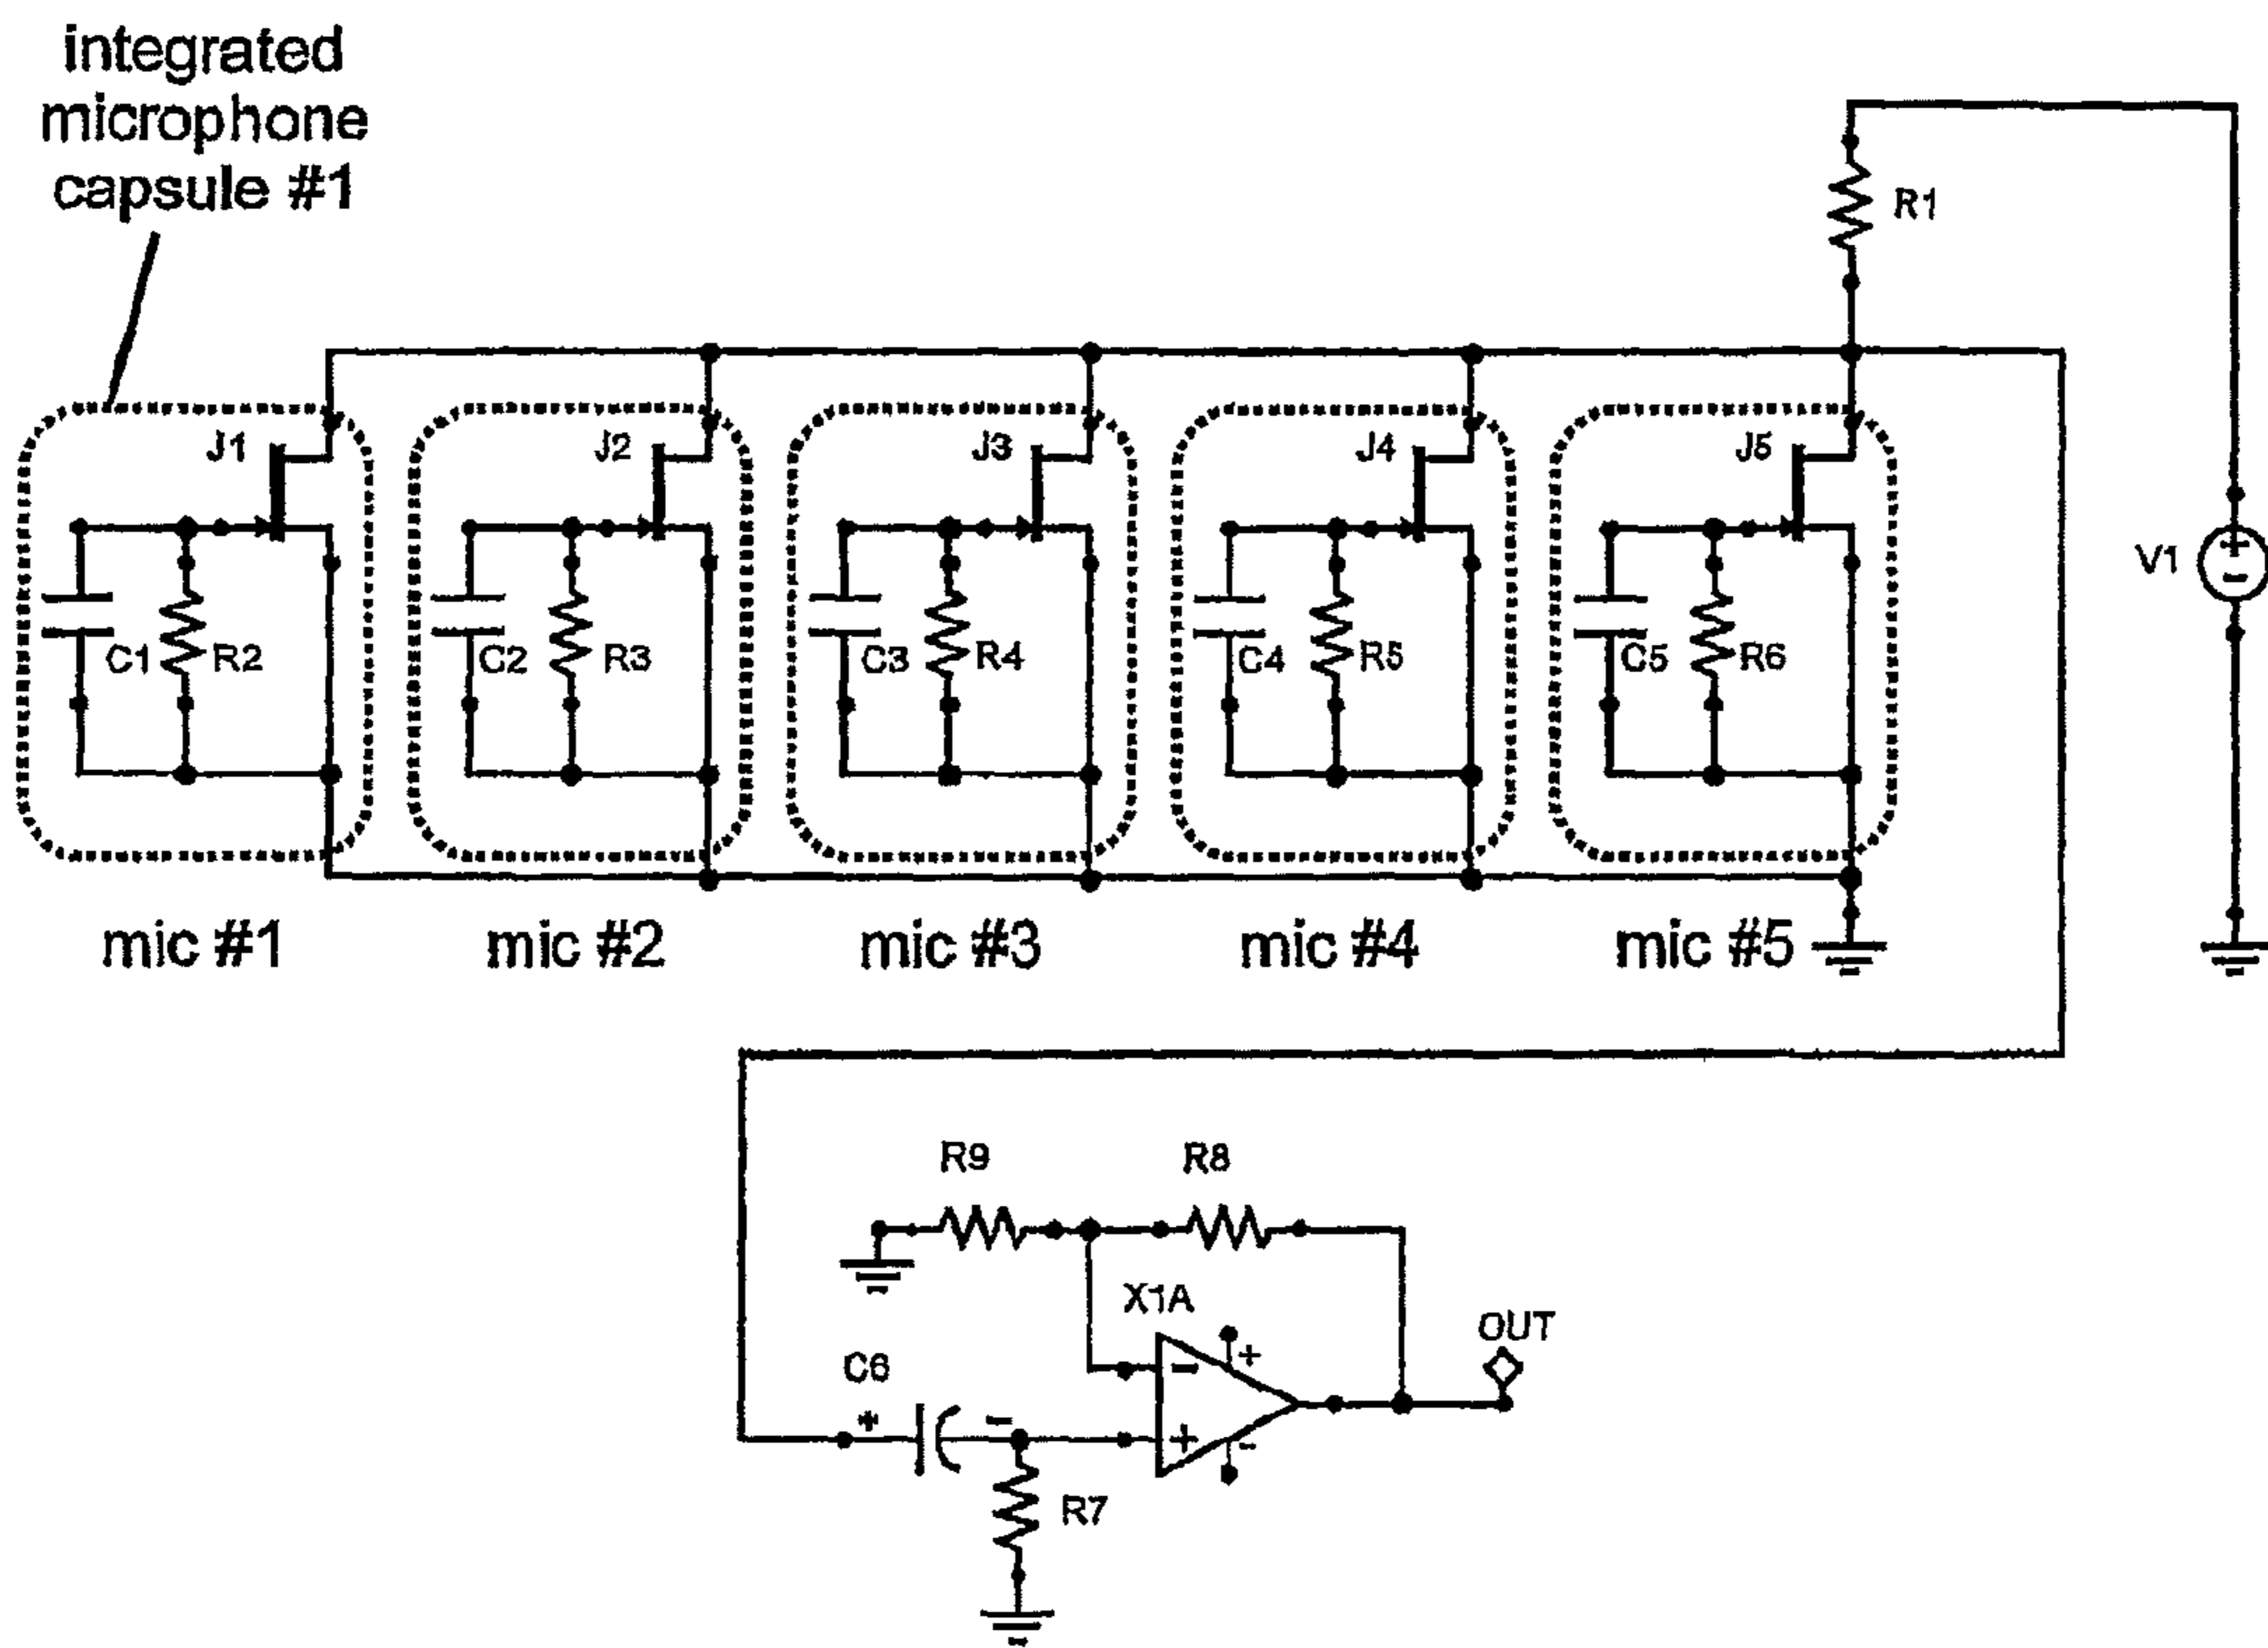 integrated
microphone
capsule #1
R1
J1
J2
J3
J4
J5
V1
+
-
C1
R2
C2
R3
C3
R4
C4
R5
C5
R6
mic #1
mic #2
mic #3
mic #4
mic #5
R9
R8
X1A
OUT
C6
+
-
-
+
+
-
R7